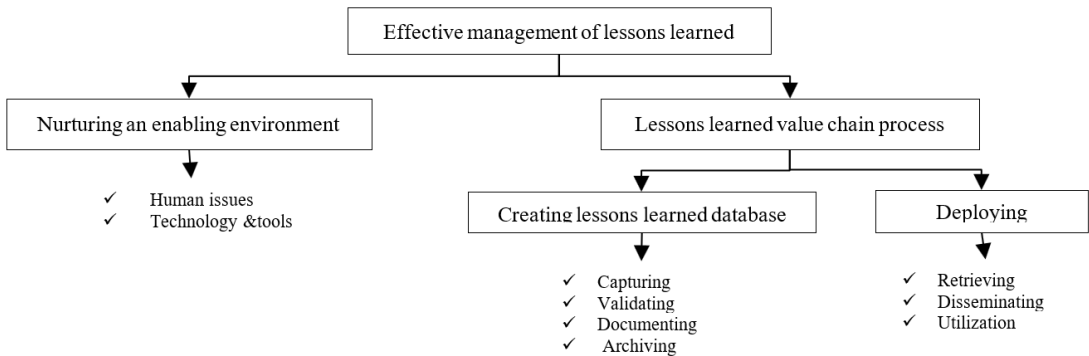 Effective management of lessons learned
Nurturing an enabling environment
Lessons learned value chain process
✓ Human issues
✓ Technology &tools
Creating lessons learned database
Deploying
✓ Capturing
✓ Validating
✓ Documenting
✓ Archiving
✓ Retrieving
✓ Disseminating
✓ Utilization